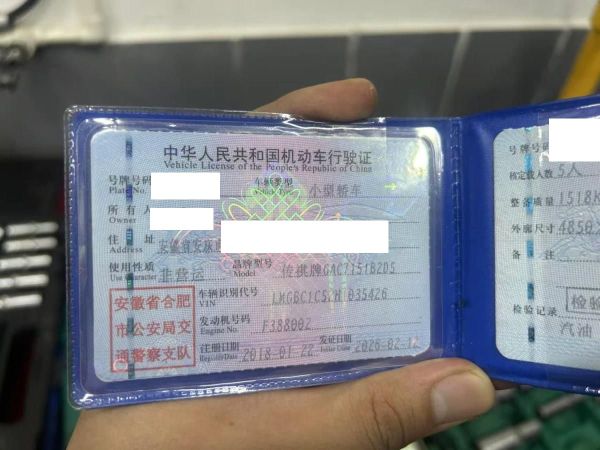 中华人民共和国机动车行驶证
Vehicle License of the People's Republic of China
号牌号码
Plate No.
车辆类型
Vehicle Type
小型轿车
所有人
Owner
住 址
Address
安徽省
使用性质
Use Character
非营运
品牌型号
Model
传祺牌GAC7151B2D5
车辆识别代号
VIN
发动机号码
Engine No.
F388002
注册日期
Register Date
2018-01-22
发证日期
Issue Date
2026-02-12
安徽省合肥
市公安局交
通警察支队
号牌号码
核定载人数 5人
整备质量 1518K
外廓尺寸 4850
备 注
检验记录
检验
汽油